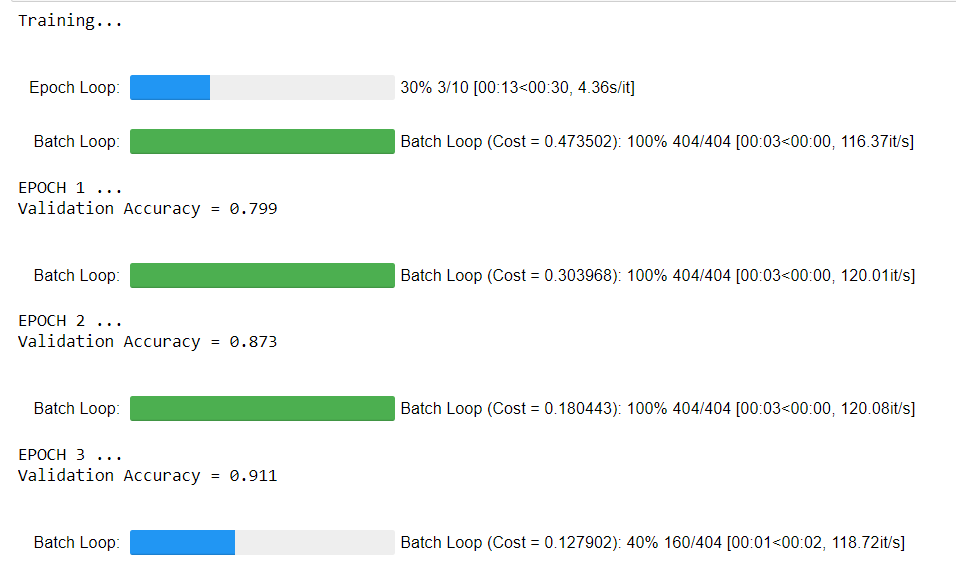 Training...
Epoch Loop: 30% 3/10 [00:13<00:30, 4.36s/it]
Batch Loop: Batch Loop (Cost = 0.473502): 100% 404/404 [00:03<00:00, 116.37it/s]
EPOCH 1 ...
Validation Accuracy = 0.799
Batch Loop: Batch Loop (Cost = 0.303968): 100% 404/404 [00:03<00:00, 120.01it/s]
EPOCH 2 ...
Validation Accuracy = 0.873
Batch Loop: Batch Loop (Cost = 0.180443): 100% 404/404 [00:03<00:00, 120.08it/s]
EPOCH 3 ...
Validation Accuracy = 0.911
Batch Loop: Batch Loop (Cost = 0.127902): 40% 160/404 [00:01<00:02, 118.72it/s]